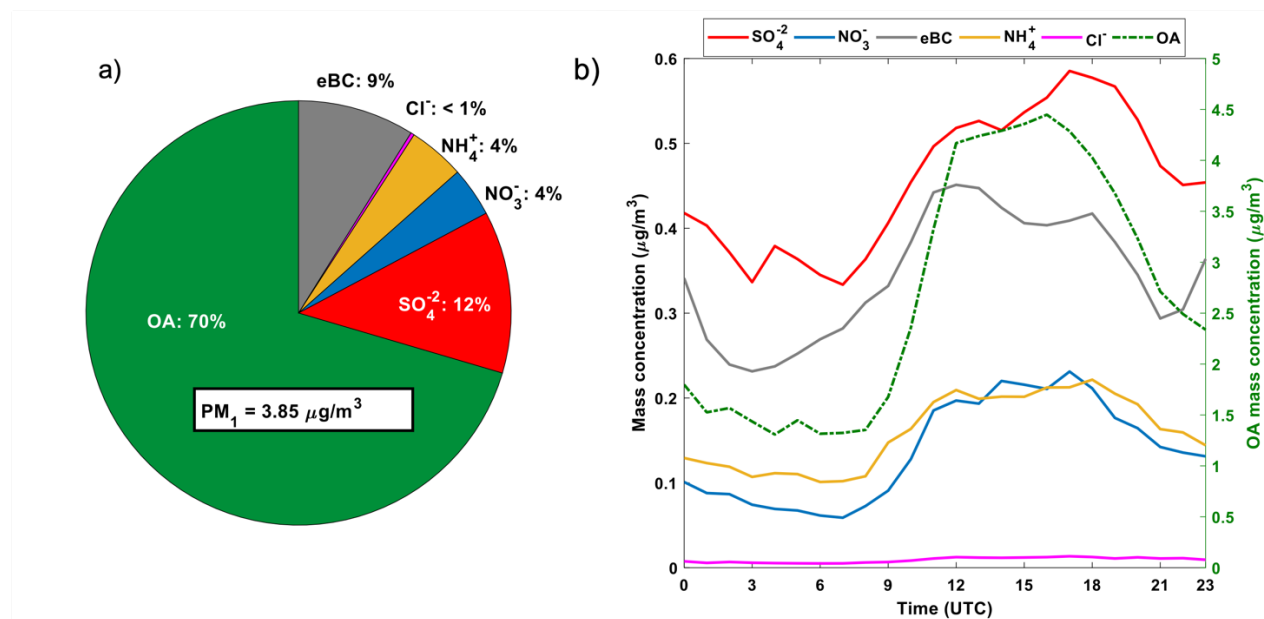 a)
eBC: 9%
Cl⁻: < 1%
NH₄⁺: 4%
NO₃⁻: 4%
SO₄⁻²: 12%
OA: 70%
PM₁ = 3.85 μg/m³
b)
SO₄⁻² NO₃⁻ eBC NH₄⁺ Cl⁻ OA
Mass concentration (μg/m³)
0.6
0.5
0.4
0.3
0.2
0.1
0
0 3 6 9 12 15 18 21 23
Time (UTC)
5
4.5
4
3.5
3
2.5
2
1.5
1
0.5
0
OA mass concentration (μg/m³)